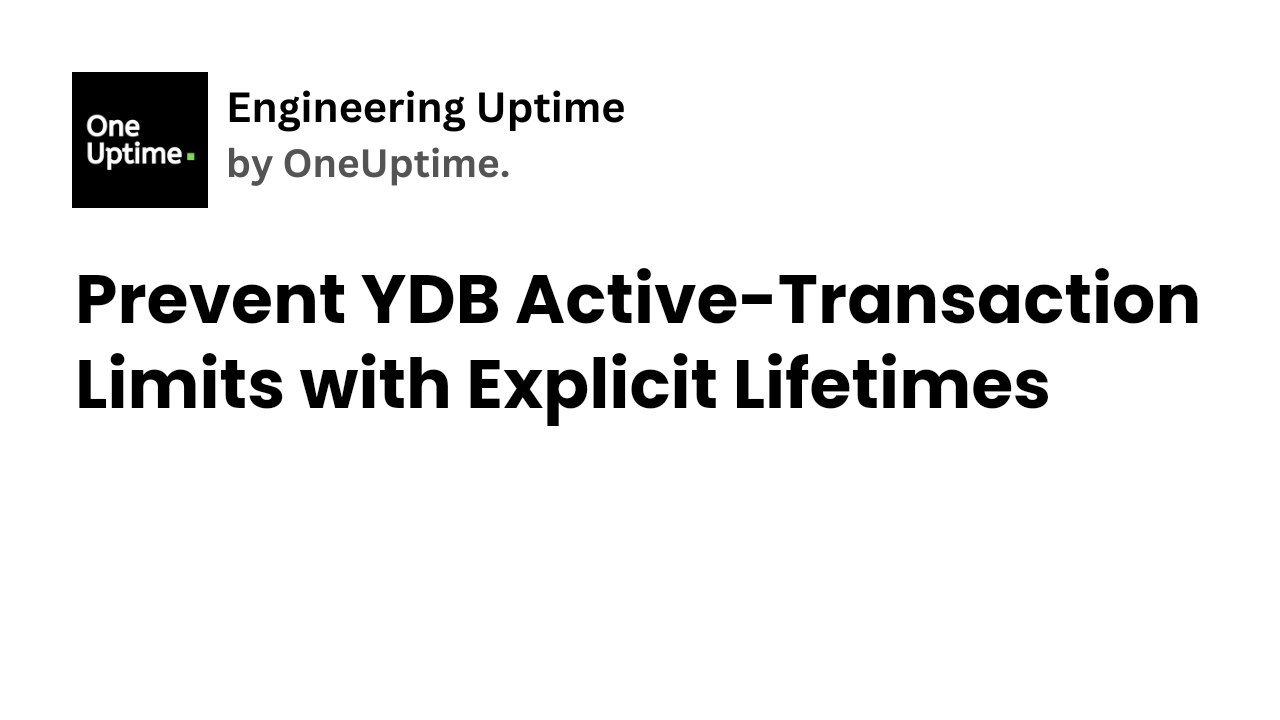 One
Uptime.
Engineering Uptime
by OneUptime.
Prevent YDB Active-Transaction
Limits with Explicit Lifetimes